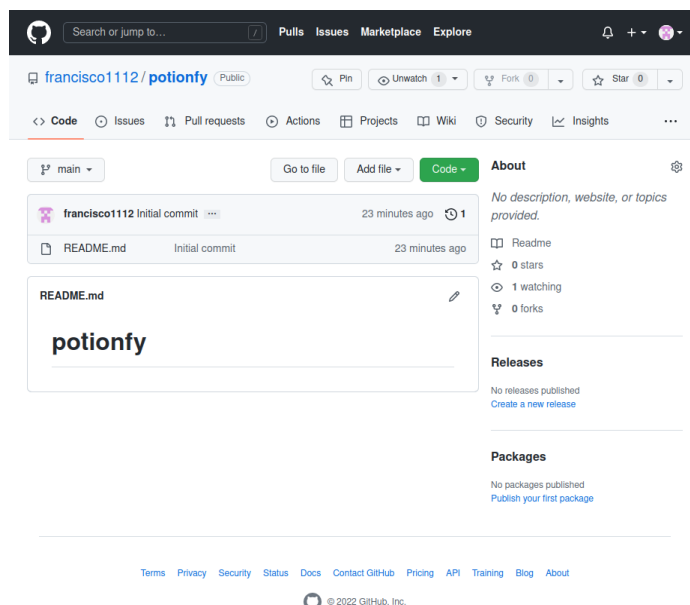 Search or jump to... /
Pulls Issues Marketplace Explore
francisco1112 / potionfy Public
Pin Unwatch 1 Fork 0 Star 0
Code Issues Pull requests Actions Projects Wiki Security Insights
main Go to file Add file Code
francisco1112 Initial commit 23 minutes ago 1
README.md Initial commit 23 minutes ago
README.md
potionfy
About
No description, website, or topics
provided.
Readme
0 stars
1 watching
0 forks
Releases
No releases published
Create a new release
Packages
No packages published
Publish your first package
Terms Privacy Security Status Docs Contact GitHub Pricing API Training Blog About
© 2022 GitHub, Inc.